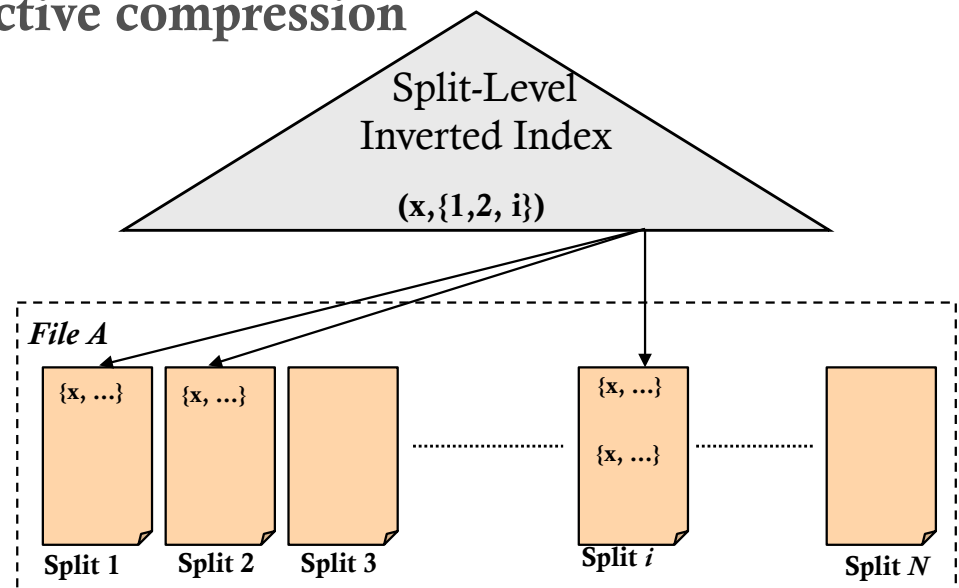 ctive compression
Split-Level
Inverted Index
(x,{1,2, i})
File A
{x, ...}
{x, ...}
{x, ...}
{x, ...}
Split 1
Split 2
Split 3
Split i
Split N